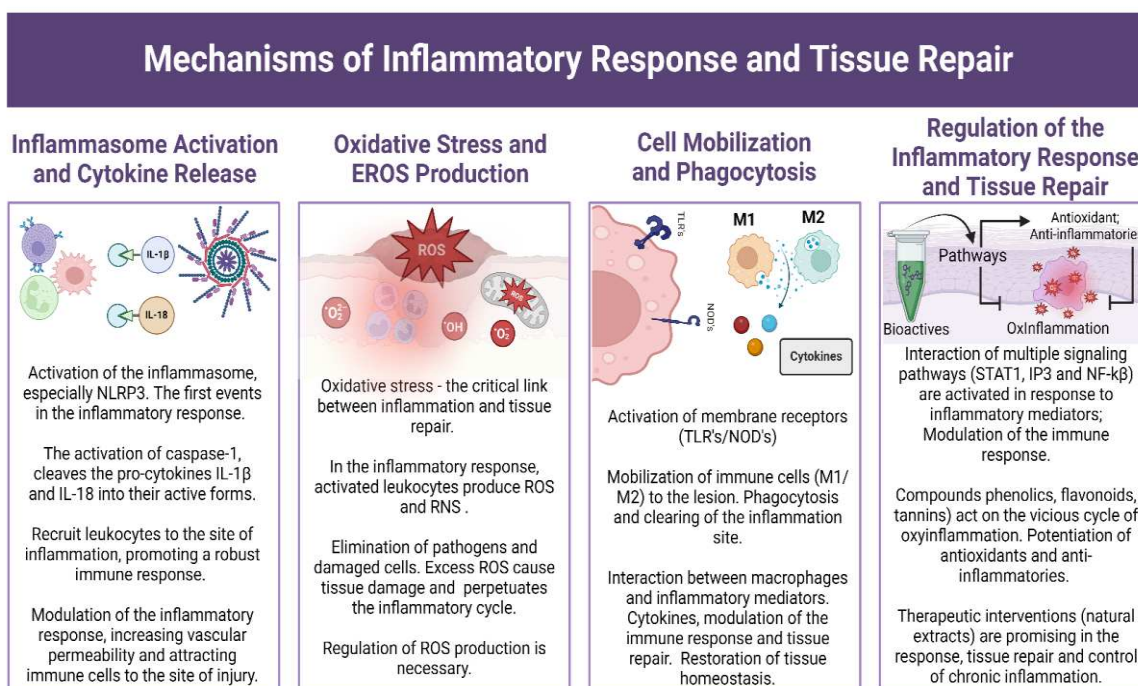 Mechanisms of Inflammatory Response and Tissue Repair
Inflammasome Activation
and Cytokine Release
IL-1β
IL-18
Activation of the inflammasome,
especially NLRP3. The first events
in the inflammatory response.
The activation of caspase-1,
cleaves the pro-cytokines IL-1β
and IL-18 into their active forms.
Recruit leukocytes to the site of
inflammation, promoting a robust
immune response.
Modulation of the inflammatory
response, increasing vascular
permeability and attracting
immune cells to the site of injury.
Oxidative Stress and
EROS Production
ROS
ROS
•O₂²⁻
•OH
•O₂⁻
Oxidative stress - the critical link
between inflammation and tissue
repair.
In the inflammatory response,
activated leukocytes produce ROS
and RNS .
Elimination of pathogens and
damaged cells. Excess ROS cause
tissue damage and perpetuates
the inflammatory cycle.
Regulation of ROS production is
necessary.
Cell Mobilization
and Phagocytosis
TLR's
M1
M2
NOD's
Cytokines
Activation of membrane receptors
(TLR's/NOD's)
Mobilization of immune cells (M1/
M2) to the lesion. Phagocytosis
and clearing of the inflammation
site.
Interaction between macrophages
and inflammatory mediators.
Cytokines, modulation of the
immune response and tissue
repair. Restoration of tissue
homeostasis.
Regulation of the
Inflammatory Response
and Tissue Repair
Antioxidant;
Anti-inflammatories
Pathways
Bioactives
OxInflammation
Interaction of multiple signaling
pathways (STAT1, IP3 and NF-kβ)
are activated in response to
inflammatory mediators;
Modulation of the immune
response.
Compounds phenolics, flavonoids,
tannins) act on the vicious cycle of
oxyinflammation. Potentiation of
antioxidants and anti-
inflammatories.
Therapeutic interventions (natural
extracts) are promising in the
response, tissue repair and control
of chronic inflammation.